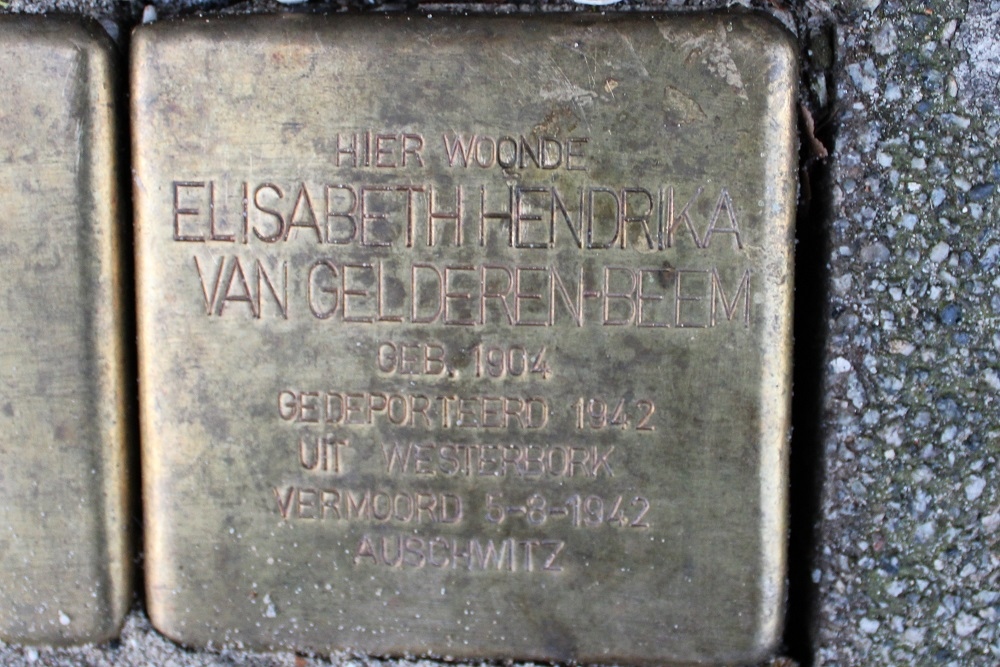 HIER WOONDE
ELISABETH HENDRIKA
VAN GELDEREN-BEEM
GEB. 1904
GEDEPORTEERD 1942
UIT WESTERBORK
VERMOORD 5-8-1942
AUSCHWITZ